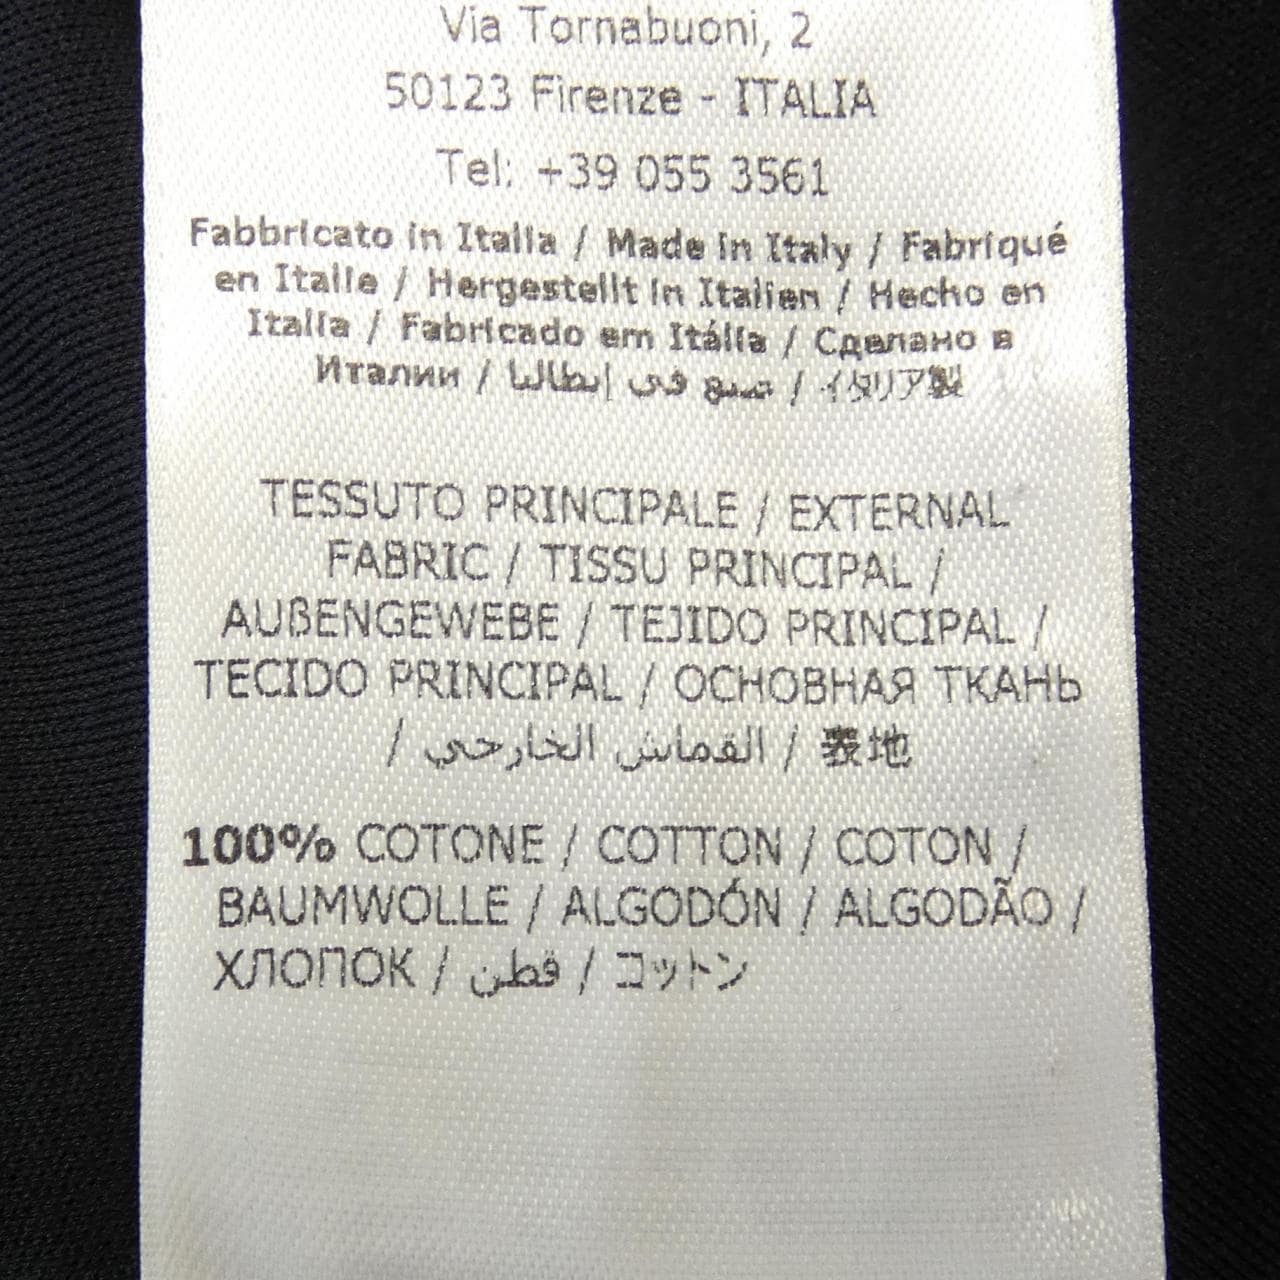 Via Tornabuoni, 2
50123 Firenze - ITALIA
Tel: +39 055 3561
Fabbricato in Italia / Made in Italy / Fabriqué
en Italie / Hergestellt in Italien / Hecho en
Italia / Fabricado em Itália / Сделано в
Италии / صنع في إيطاليا / イタリア製
TESSUTO PRINCIPALE / EXTERNAL
FABRIC / TISSU PRINCIPAL /
AUßENGEWEBE / TEJIDO PRINCIPAL /
TECIDO PRINCIPAL / ОСНОВНАЯ ТКАНЬ
/ القماش الخارجي / 表地
100% COTONE / COTTON / COTON /
BAUMWOLLE / ALGODÓN / ALGODÃO /
ХЛОПОК / قطن / コットン